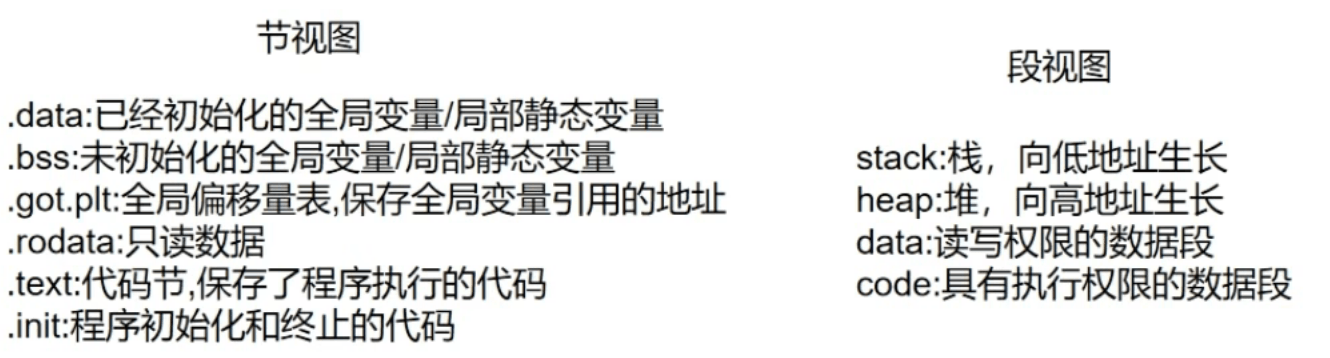 节视图
.data:已经初始化的全局变量/局部静态变量
.bss:未初始化的全局变量/局部静态变量
.got.plt:全局偏移量表,保存全局变量引用的地址
.rodata:只读数据
.text:代码节,保存了程序执行的代码
.init:程序初始化和终止的代码
段视图
stack:栈，向低地址生长
heap:堆，向高地址生长
data:读写权限的数据段
code:具有执行权限的数据段